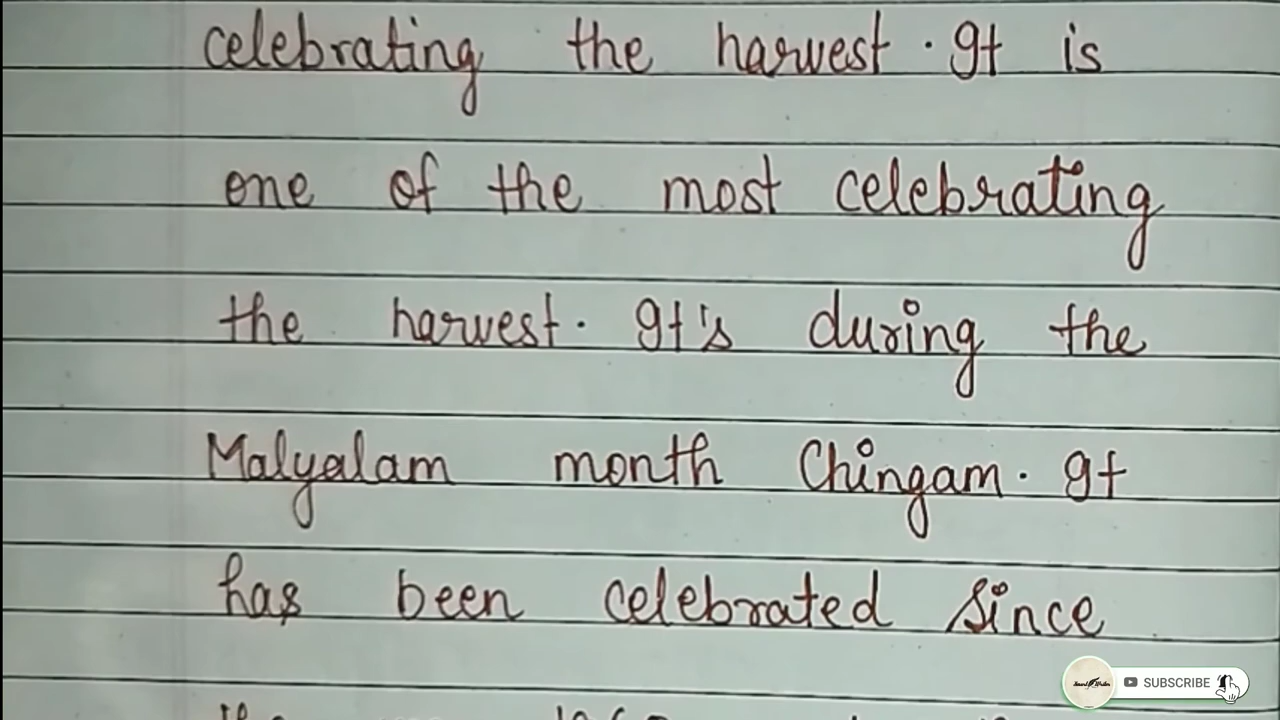 celebrating the harvest. It is
one of the most celebrating
the harvest. It's during the
Malyalam month Chingam. It
has been celebrated since
SUBSCRIBE